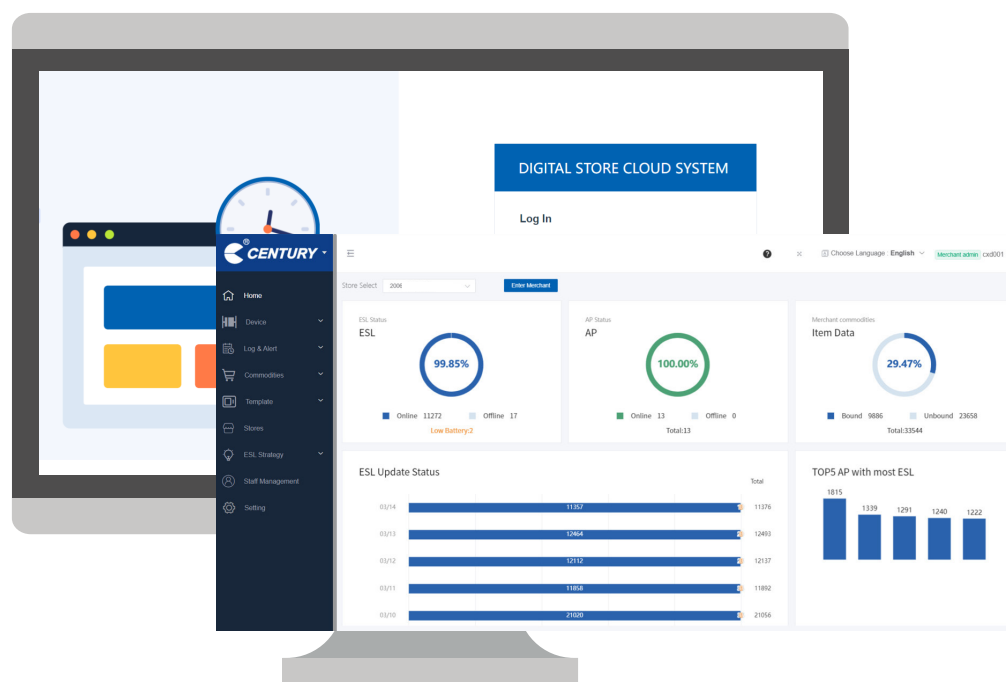 DIGITAL STORE CLOUD SYSTEM
Log In
® CENTURY
Choose Language : English
Merchant admin cxd001
Home
Device
Log & Alert
Commodities
Template
Stores
ESL Strategy
Staff Management
Setting
Store Select 2006 Enter Merchant
ESL Status
ESL
99.85%
Online 11272 Offline 17
Low Battery:2
AP Status
AP
100.00%
Online 13 Offline 0
Total:13
Merchant commodities
Item Data
29.47%
Bound 9886 Unbound 23658
Total:33544
ESL Update Status
Total
03/14 11357 11376
03/13 12464 12493
03/12 12112 12137
03/11 11858 11892
03/10 21020 21056
TOP5 AP with most ESL
1815 1339 1291 1240 1222